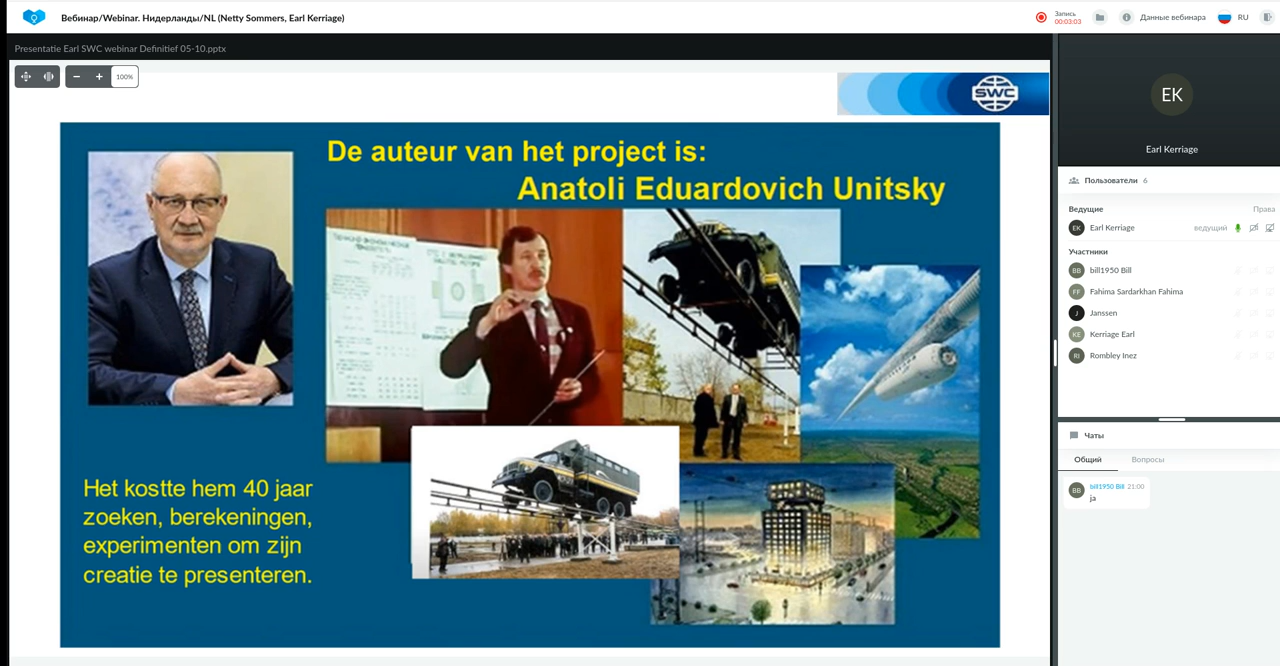 Вебинар/Webinar. Нидерланды/NL (Netty Sommers, Earl Kerriage)
Запись
00:03:03
Данные вебинара
RU
Presentatie Earl SWC webinar Definitief 05-10.pptx
100%
SWC
De auteur van het project is:
Anatoli Eduardovich Unitsky
Het kostte hem 40 jaar
zoeken, berekeningen,
experimenten om zijn
creatie te presenteren.
EK
Earl Kerriage
Пользователи 6
Ведущие Права
EK Earl Kerriage ведущий
Участники
BB bill1950 Bill
FF Fahima Sardarkhan Fahima
J Janssen
KE Kerriage Earl
RI Rombley Inez
Чаты
Общий Вопросы
BB bill1950 Bill 21:00
ja